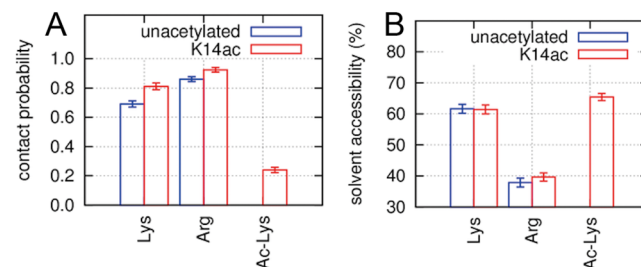 A
contact probability
unacetylated
K14ac
1.0
0.8
0.6
0.4
0.2
0.0
Lys
Arg
Ac-Lys
B
solvent accessibility (%)
unacetylated
K14ac
80
70
60
50
40
30
Lys
Arg
Ac-Lys